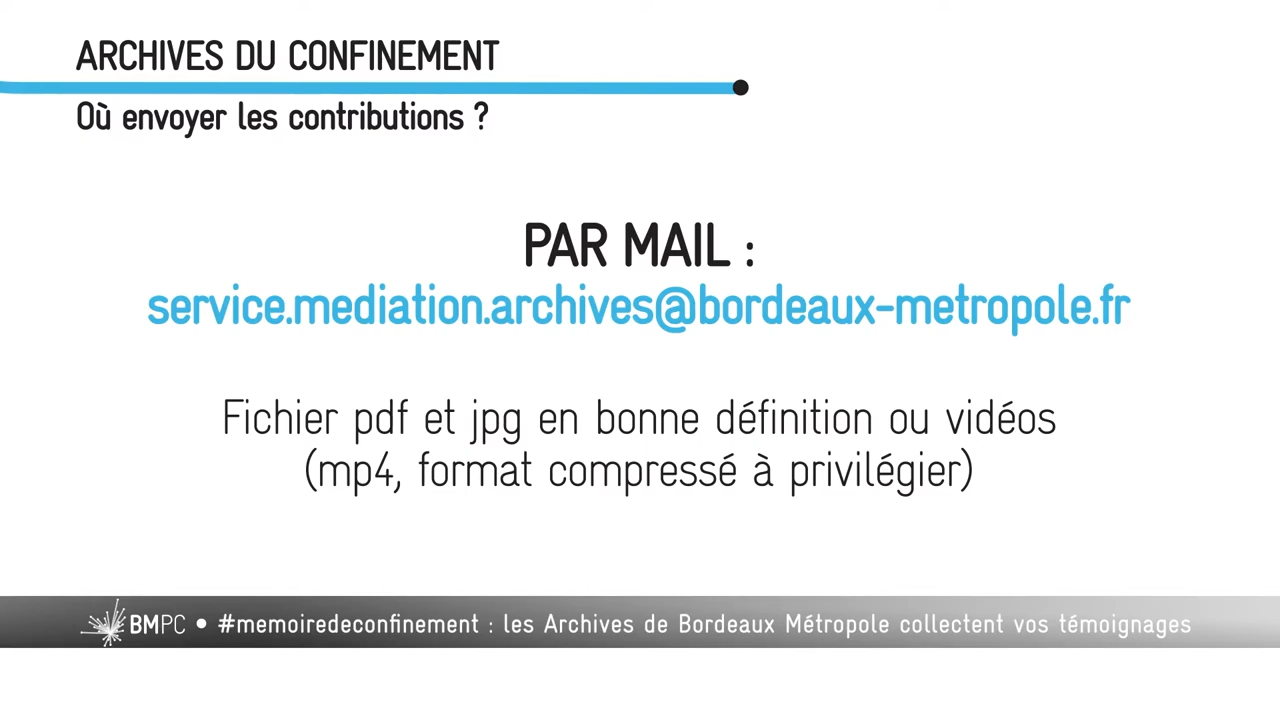 ARCHIVES DU CONFINEMENT
Où envoyer les contributions ?
PAR MAIL :
service.mediation.archives@bordeaux-metropole.fr
Fichier pdf et jpg en bonne définition ou vidéos
(mp4, format compressé à privilégier)
BMPC • #memoiredeconfinement : les Archives de Bordeaux Métropole collectent vos témoignages